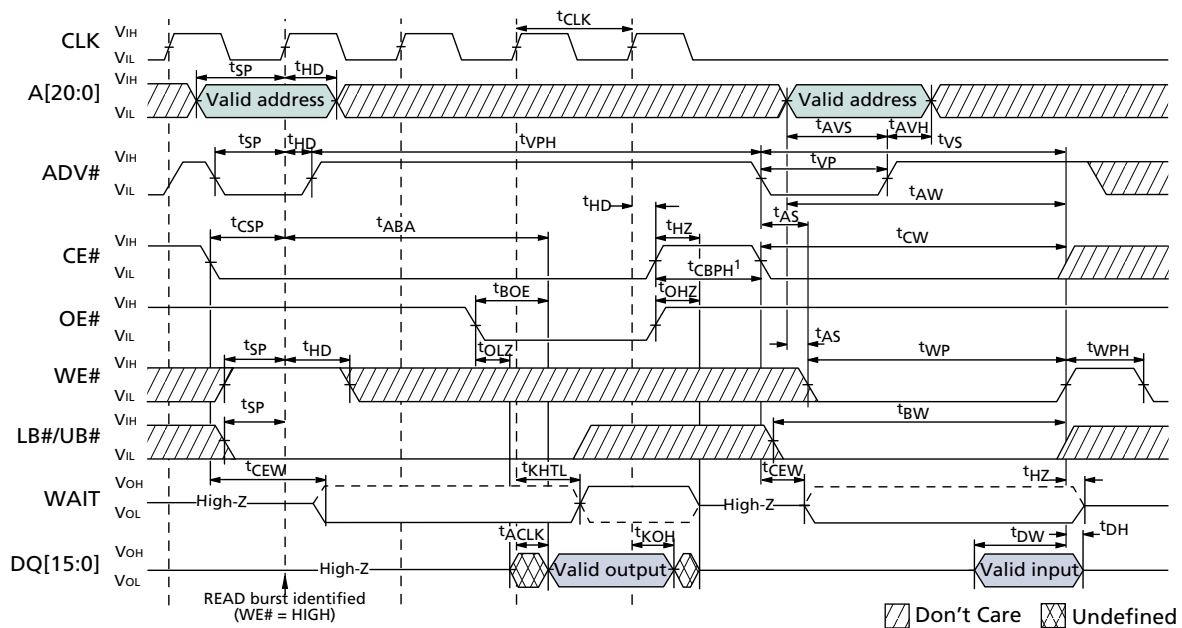 tCLK
CLK VIH
VIL
tSP tHD
A[20:0] VIH
VIL
Valid address Valid address
tAVS tAVH
tSP tHD tVPH tVS
ADV# VIH
VIL
tVP
tAW
tHD tAS
tCSP tABA tHZ tCW
CE# VIH
VIL
tCBPH1
tBOE tOHZ
OE# VIH
VIL
tAS
tOLZ
tSP tHD tWP tWPH
WE# VIH
VIL
tSP tBW
LB#/UB# VIH
VIL
tCEW tKHTL tCEW tHZ
WAIT VOH
VOL
High-Z High-Z
tACLK tKOH tDW tDH
DQ[15:0] VOH
VOL
High-Z Valid output Valid input
READ burst identified
(WE# = HIGH)
Don't Care Undefined